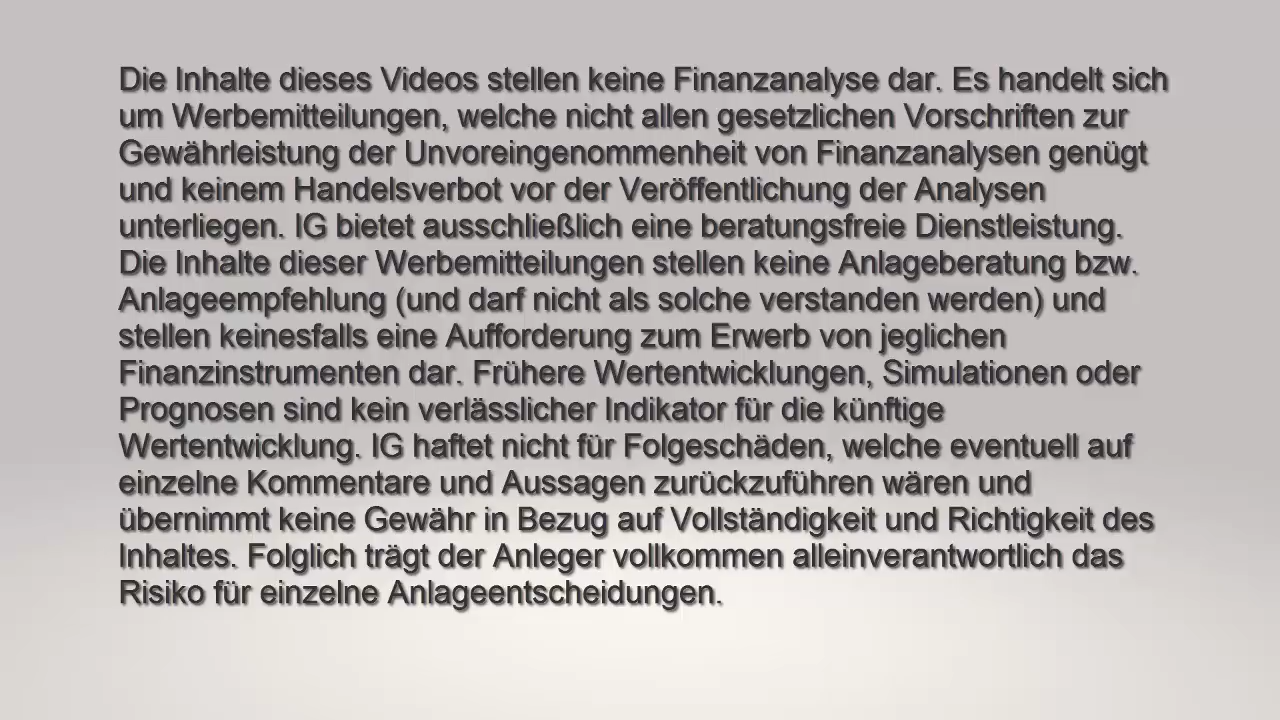 Die Inhalte dieses Videos stellen keine Finanzanalyse dar. Es handelt sich
um Werbemitteilungen, welche nicht allen gesetzlichen Vorschriften zur
Gewährleistung der Unvoreingenommenheit von Finanzanalysen genügt
und keinem Handelsverbot vor der Veröffentlichung der Analysen
unterliegen. IG bietet ausschließlich eine beratungsfreie Dienstleistung.
Die Inhalte dieser Werbemitteilungen stellen keine Anlageberatung bzw.
Anlageempfehlung (und darf nicht als solche verstanden werden) und
stellen keinesfalls eine Aufforderung zum Erwerb von jeglichen
Finanzinstrumenten dar. Frühere Wertentwicklungen, Simulationen oder
Prognosen sind kein verlässlicher Indikator für die künftige
Wertentwicklung. IG haftet nicht für Folgeschäden, welche eventuell auf
einzelne Kommentare und Aussagen zurückzuführen wären und
übernimmt keine Gewähr in Bezug auf Vollständigkeit und Richtigkeit des
Inhaltes. Folglich trägt der Anleger vollkommen alleinverantwortlich das
Risiko für einzelne Anlageentscheidungen.